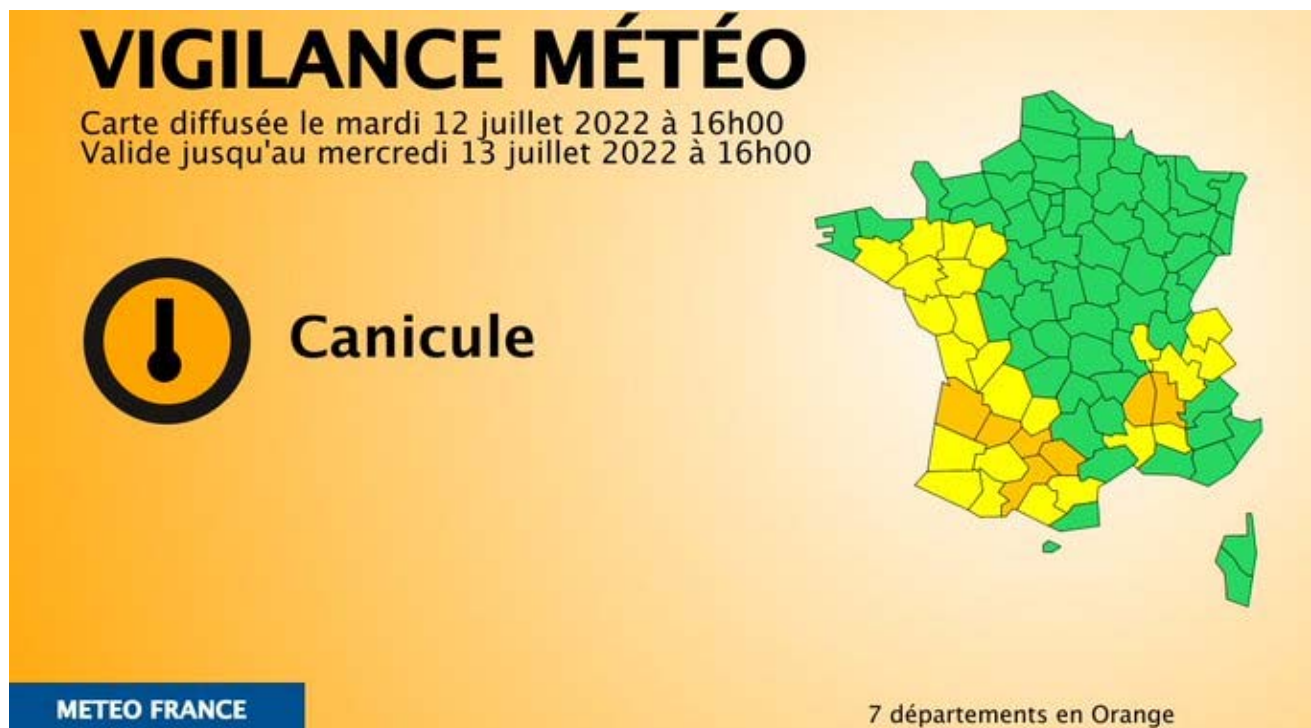 VIGILANCE MÉTÉO
Carte diffusée le mardi 12 juillet 2022 à 16h00
Valide jusqu'au mercredi 13 juillet 2022 à 16h00
Canicule
METEO FRANCE
7 départements en Orange